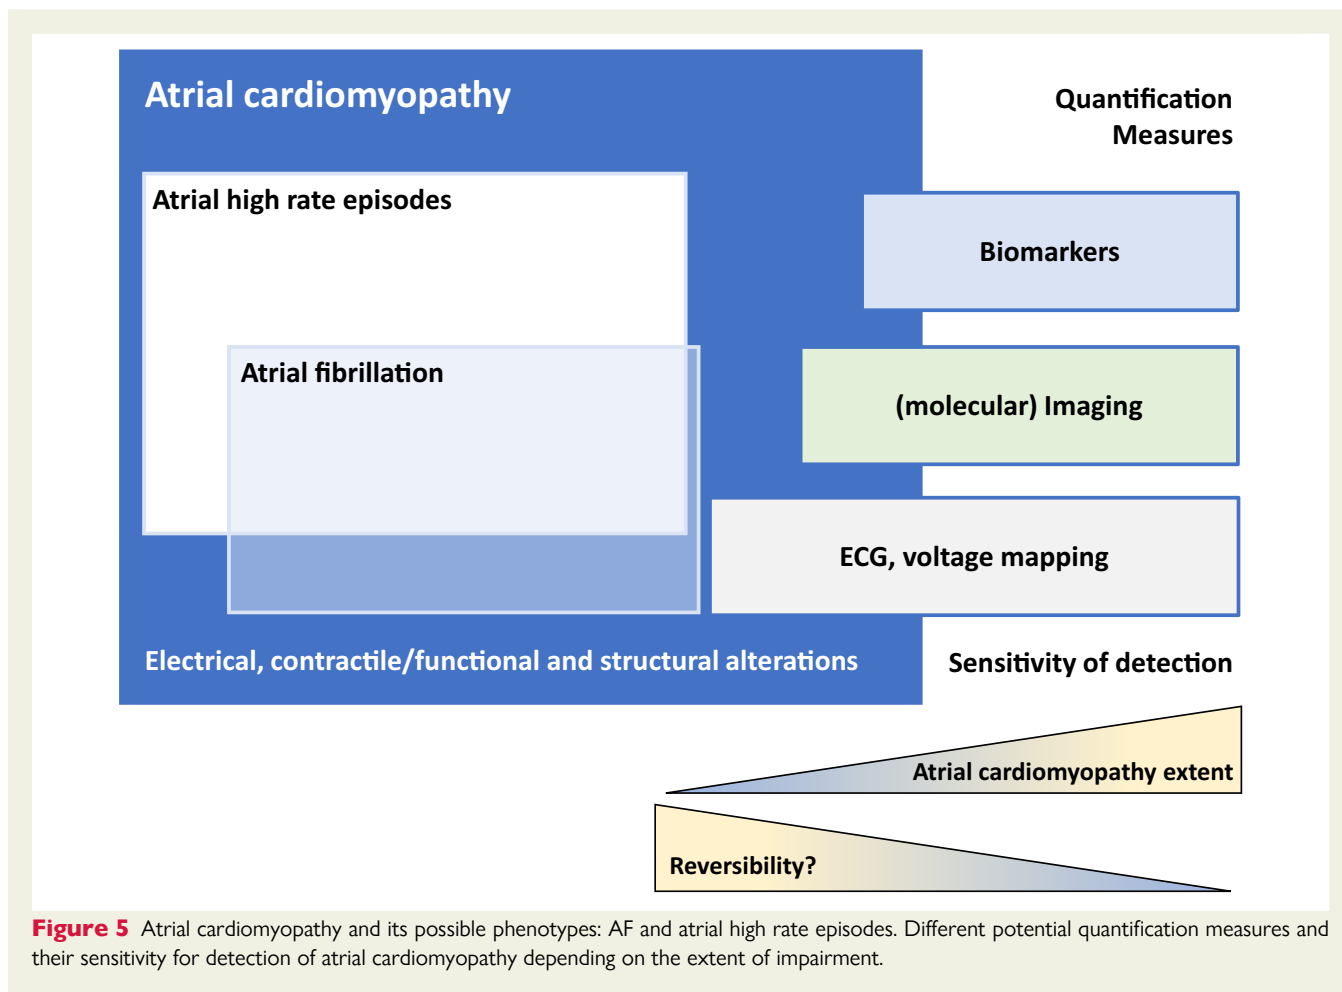 Atrial cardiomyopathy
Quantification
Measures
Atrial high rate episodes
Biomarkers
Atrial fibrillation
(molecular) Imaging
ECG, voltage mapping
Electrical, contractile/functional and structural alterations
Sensitivity of detection
Atrial cardiomyopathy extent
Reversibility?
Figure 5 Atrial cardiomyopathy and its possible phenotypes: AF and atrial high rate episodes. Different potential quantification measures and
their sensitivity for detection of atrial cardiomyopathy depending on the extent of impairment.